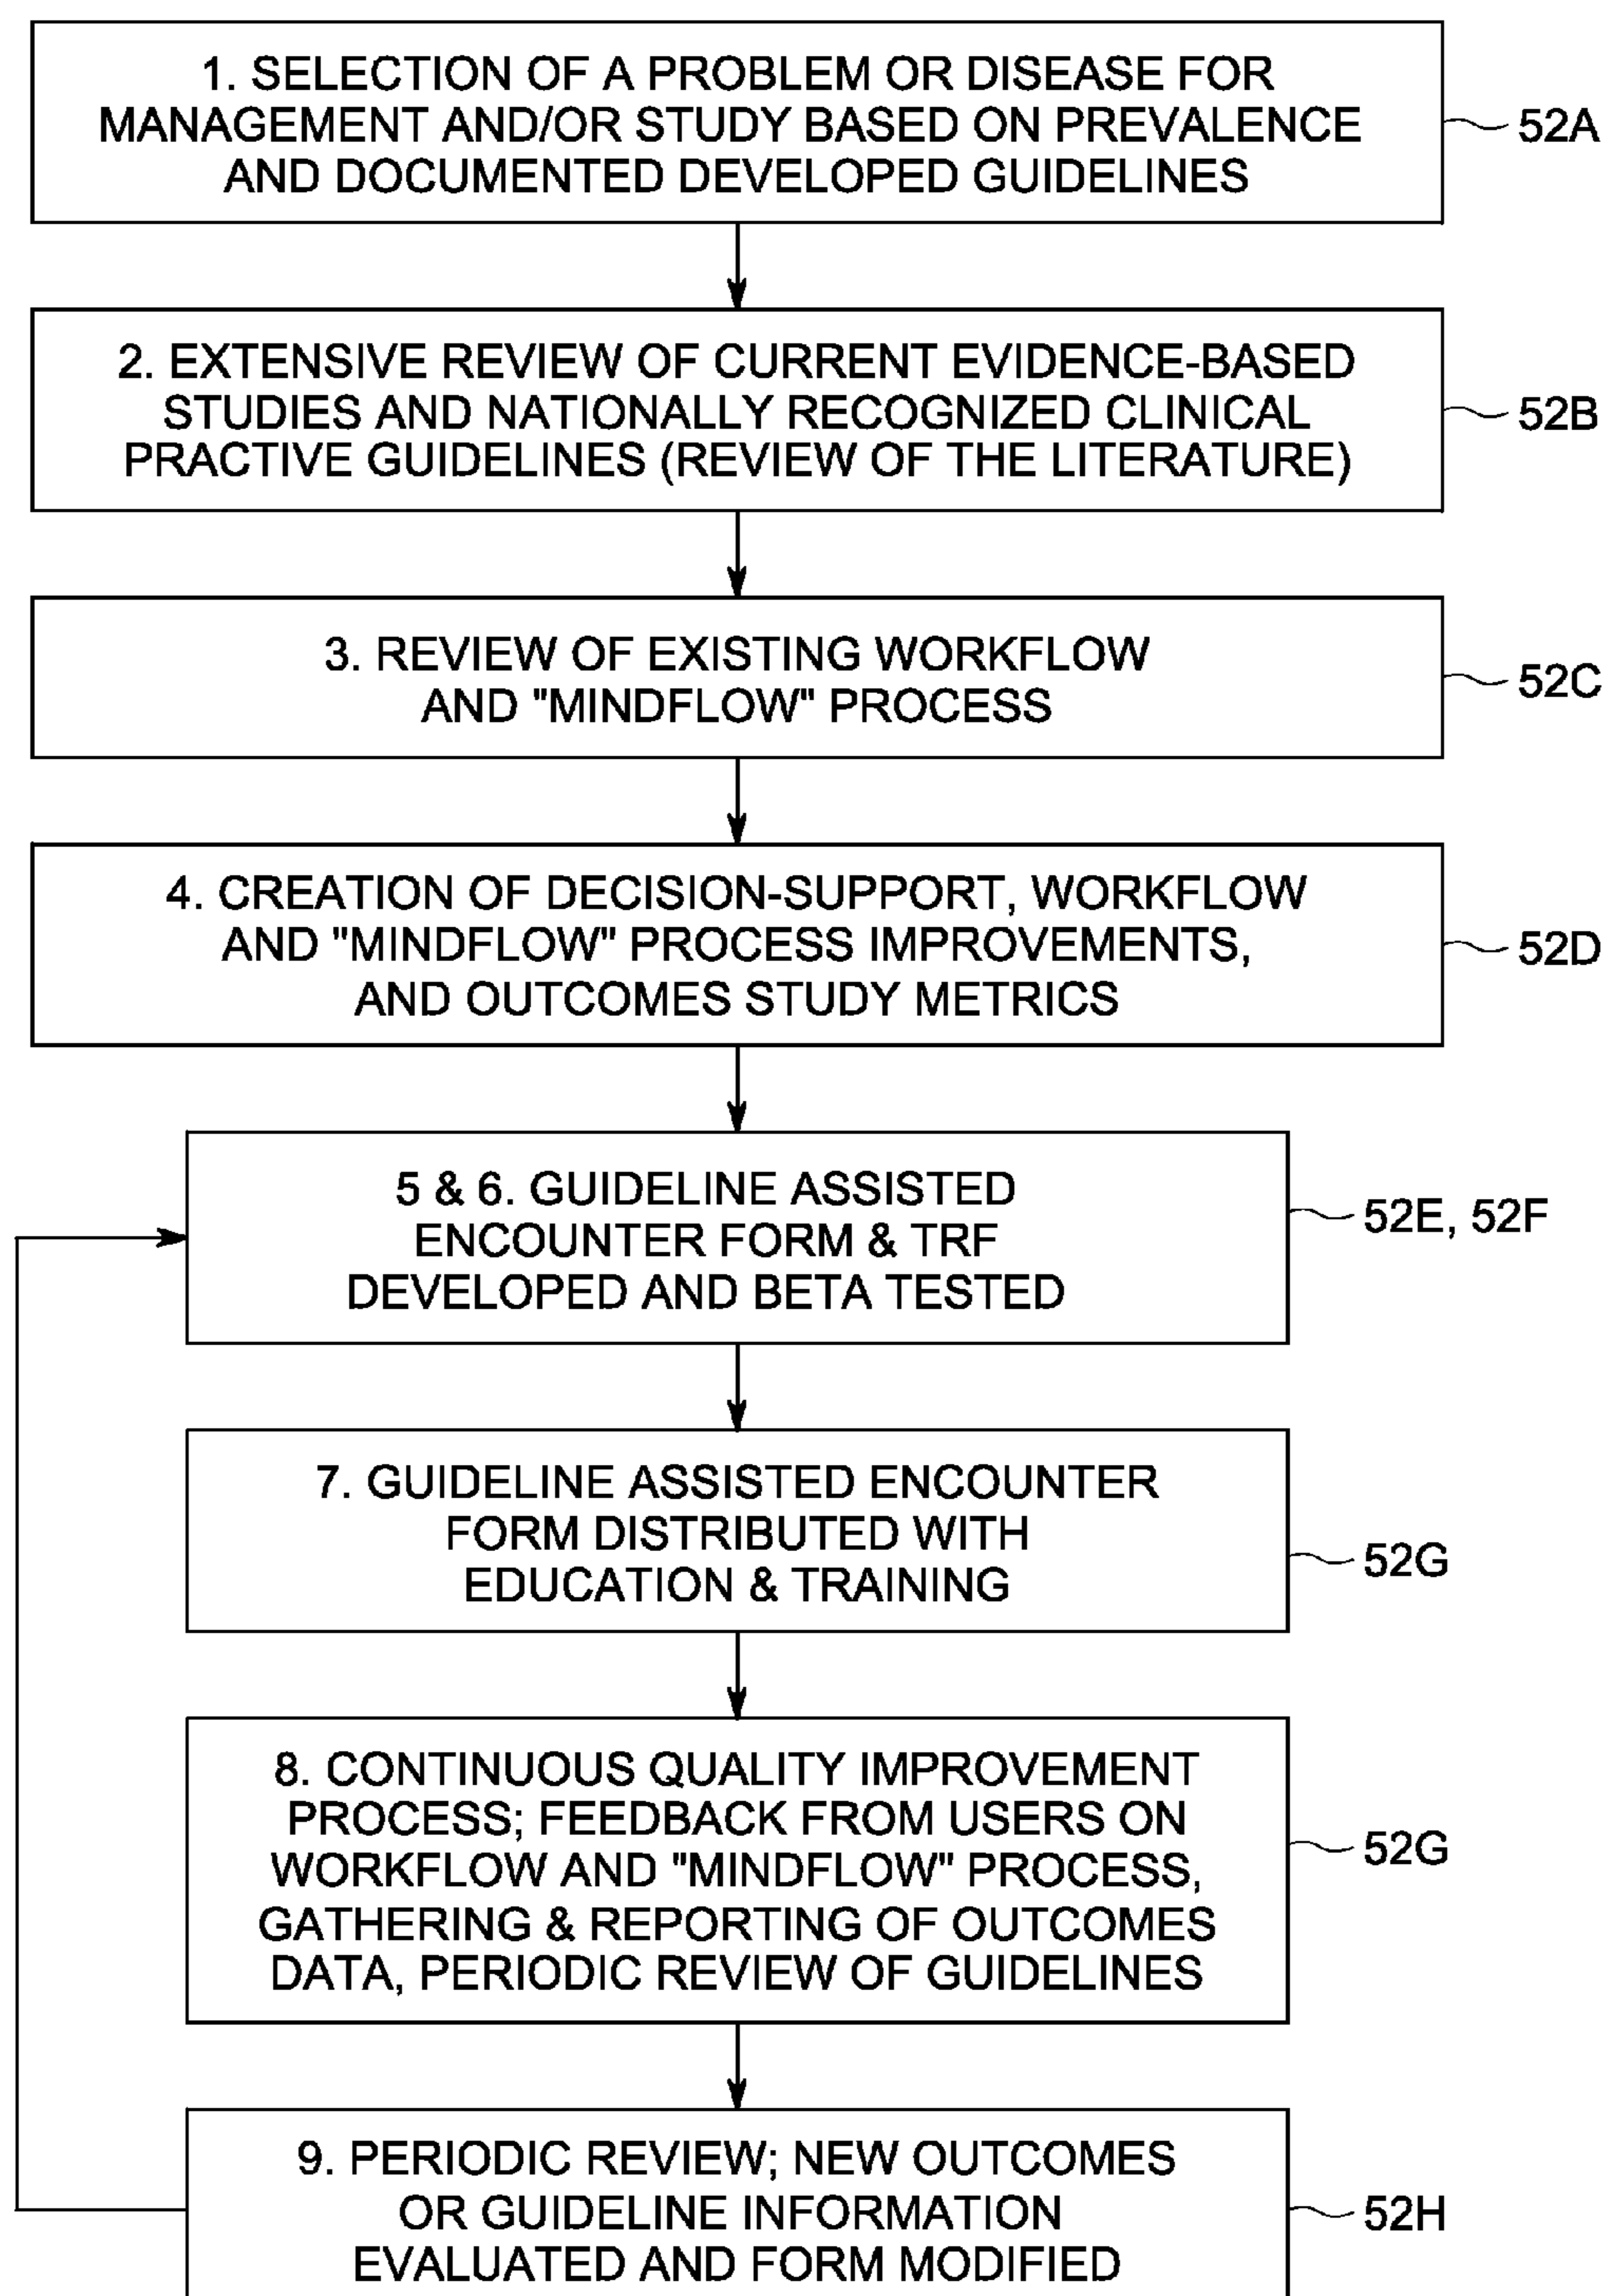 1. SELECTION OF A PROBLEM OR DISEASE FOR
MANAGEMENT AND/OR STUDY BASED ON PREVALENCE
AND DOCUMENTED DEVELOPED GUIDELINES
52A
2. EXTENSIVE REVIEW OF CURRENT EVIDENCE-BASED
STUDIES AND NATIONALLY RECOGNIZED CLINICAL
PRACTIVE GUIDELINES (REVIEW OF THE LITERATURE)
52B
3. REVIEW OF EXISTING WORKFLOW
AND "MINDFLOW" PROCESS
52C
4. CREATION OF DECISION-SUPPORT, WORKFLOW
AND "MINDFLOW" PROCESS IMPROVEMENTS,
AND OUTCOMES STUDY METRICS
52D
5 & 6. GUIDELINE ASSISTED
ENCOUNTER FORM & TRF
DEVELOPED AND BETA TESTED
52E, 52F
7. GUIDELINE ASSISTED ENCOUNTER
FORM DISTRIBUTED WITH
EDUCATION & TRAINING
52G
8. CONTINUOUS QUALITY IMPROVEMENT
PROCESS; FEEDBACK FROM USERS ON
WORKFLOW AND "MINDFLOW" PROCESS,
GATHERING & REPORTING OF OUTCOMES
DATA, PERIODIC REVIEW OF GUIDELINES
52G
9. PERIODIC REVIEW; NEW OUTCOMES
OR GUIDELINE INFORMATION
EVALUATED AND FORM MODIFIED
52H